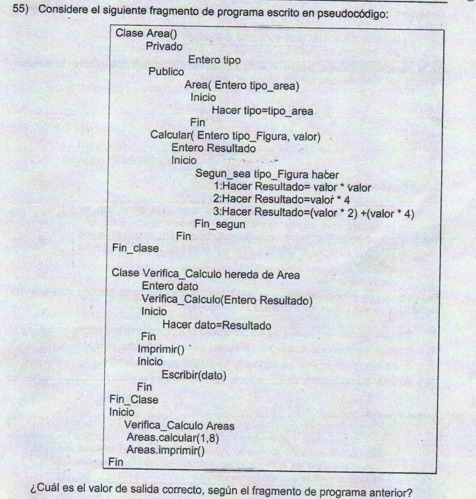 55) Considere el siguiente fragmento de programa escrito en pseudocódigo:
Clase Area()
Privado
Entero tipo
Publico
Area( Entero tipo_area)
Inicio
Hacer tipo=tipo_area
Fin
Calcular( Entero tipo_Figura, valor)
Entero Resultado
Inicio
Segun_sea tipo_Figura hacer
1:Hacer Resultado= valor * valor
2:Hacer Resultado=valor * 4
3:Hacer Resultado=(valor * 2) +(valor * 4)
Fin_segun
Fin
Fin_clase
Clase Verifica_Calculo hereda de Area
Entero dato
Verifica_Calculo(Entero Resultado)
Inicio
Hacer dato=Resultado
Fin
Imprimir()
Inicio
Escribir(dato)
Fin
Fin_Clase
Inicio
Verifica_Calculo Areas
Areas.calcular(1,8)
Areas.imprimir()
Fin
¿Cuál es el valor de salida correcto, según el fragmento de programa anterior?